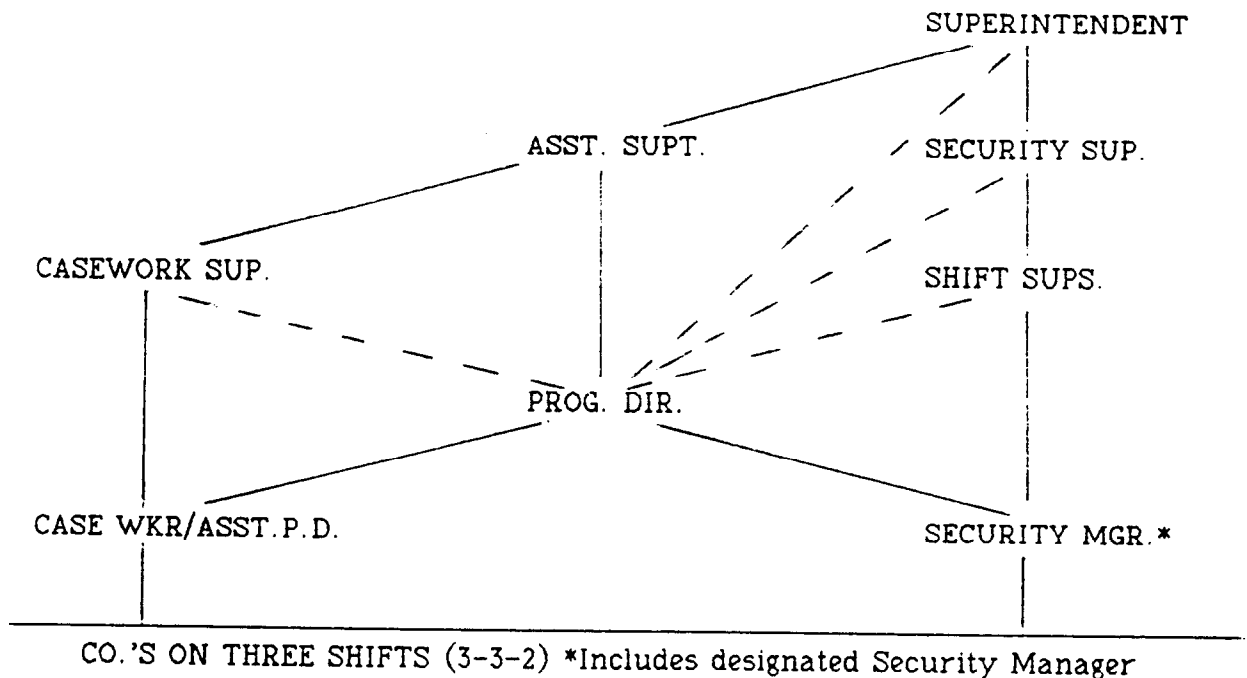 SUPERINTENDENT
ASST. SUPT.
SECURITY SUP.
CASEWORK SUP.
SHIFT SUPS.
PROG. DIR.
CASE WKR/ASST.P.D.
SECURITY MGR.*
CO.'S ON THREE SHIFTS (3-3-2) *Includes designated Security Manager